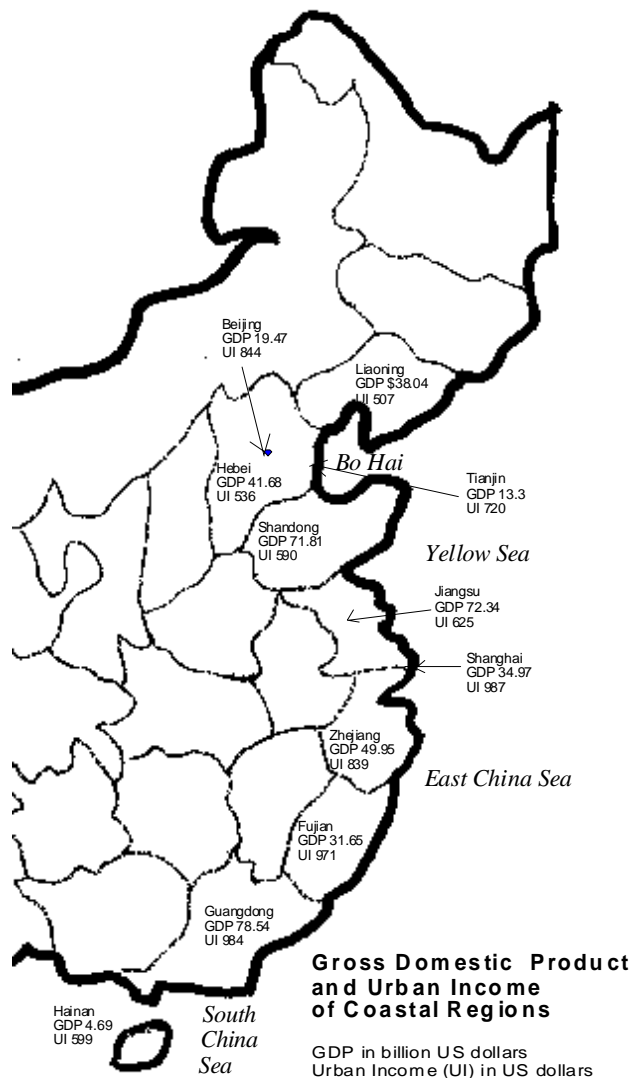 Beijing
GDP 19.47
UI 844
Liaoning
GDP $38.04
UI 507
Bo Hai
Hebei
GDP 41.68
UI 536
Tianjin
GDP 13.3
UI 720
Shandong
GDP 71.81
UI 590
Yellow Sea
Jiangsu
GDP 72.34
UI 625
Shanghai
GDP 34.97
UI 987
Zhejiang
GDP 49.95
UI 839
East China Sea
Fujian
GDP 31.65
UI 971
Guangdong
GDP 78.54
UI 984
Hainan
GDP 4.69
UI 599
South
China
Sea
Gross Domestic Product
and Urban Income
of Coastal Regions
GDP in billion US dollars
Urban Income (UI) in US dollars